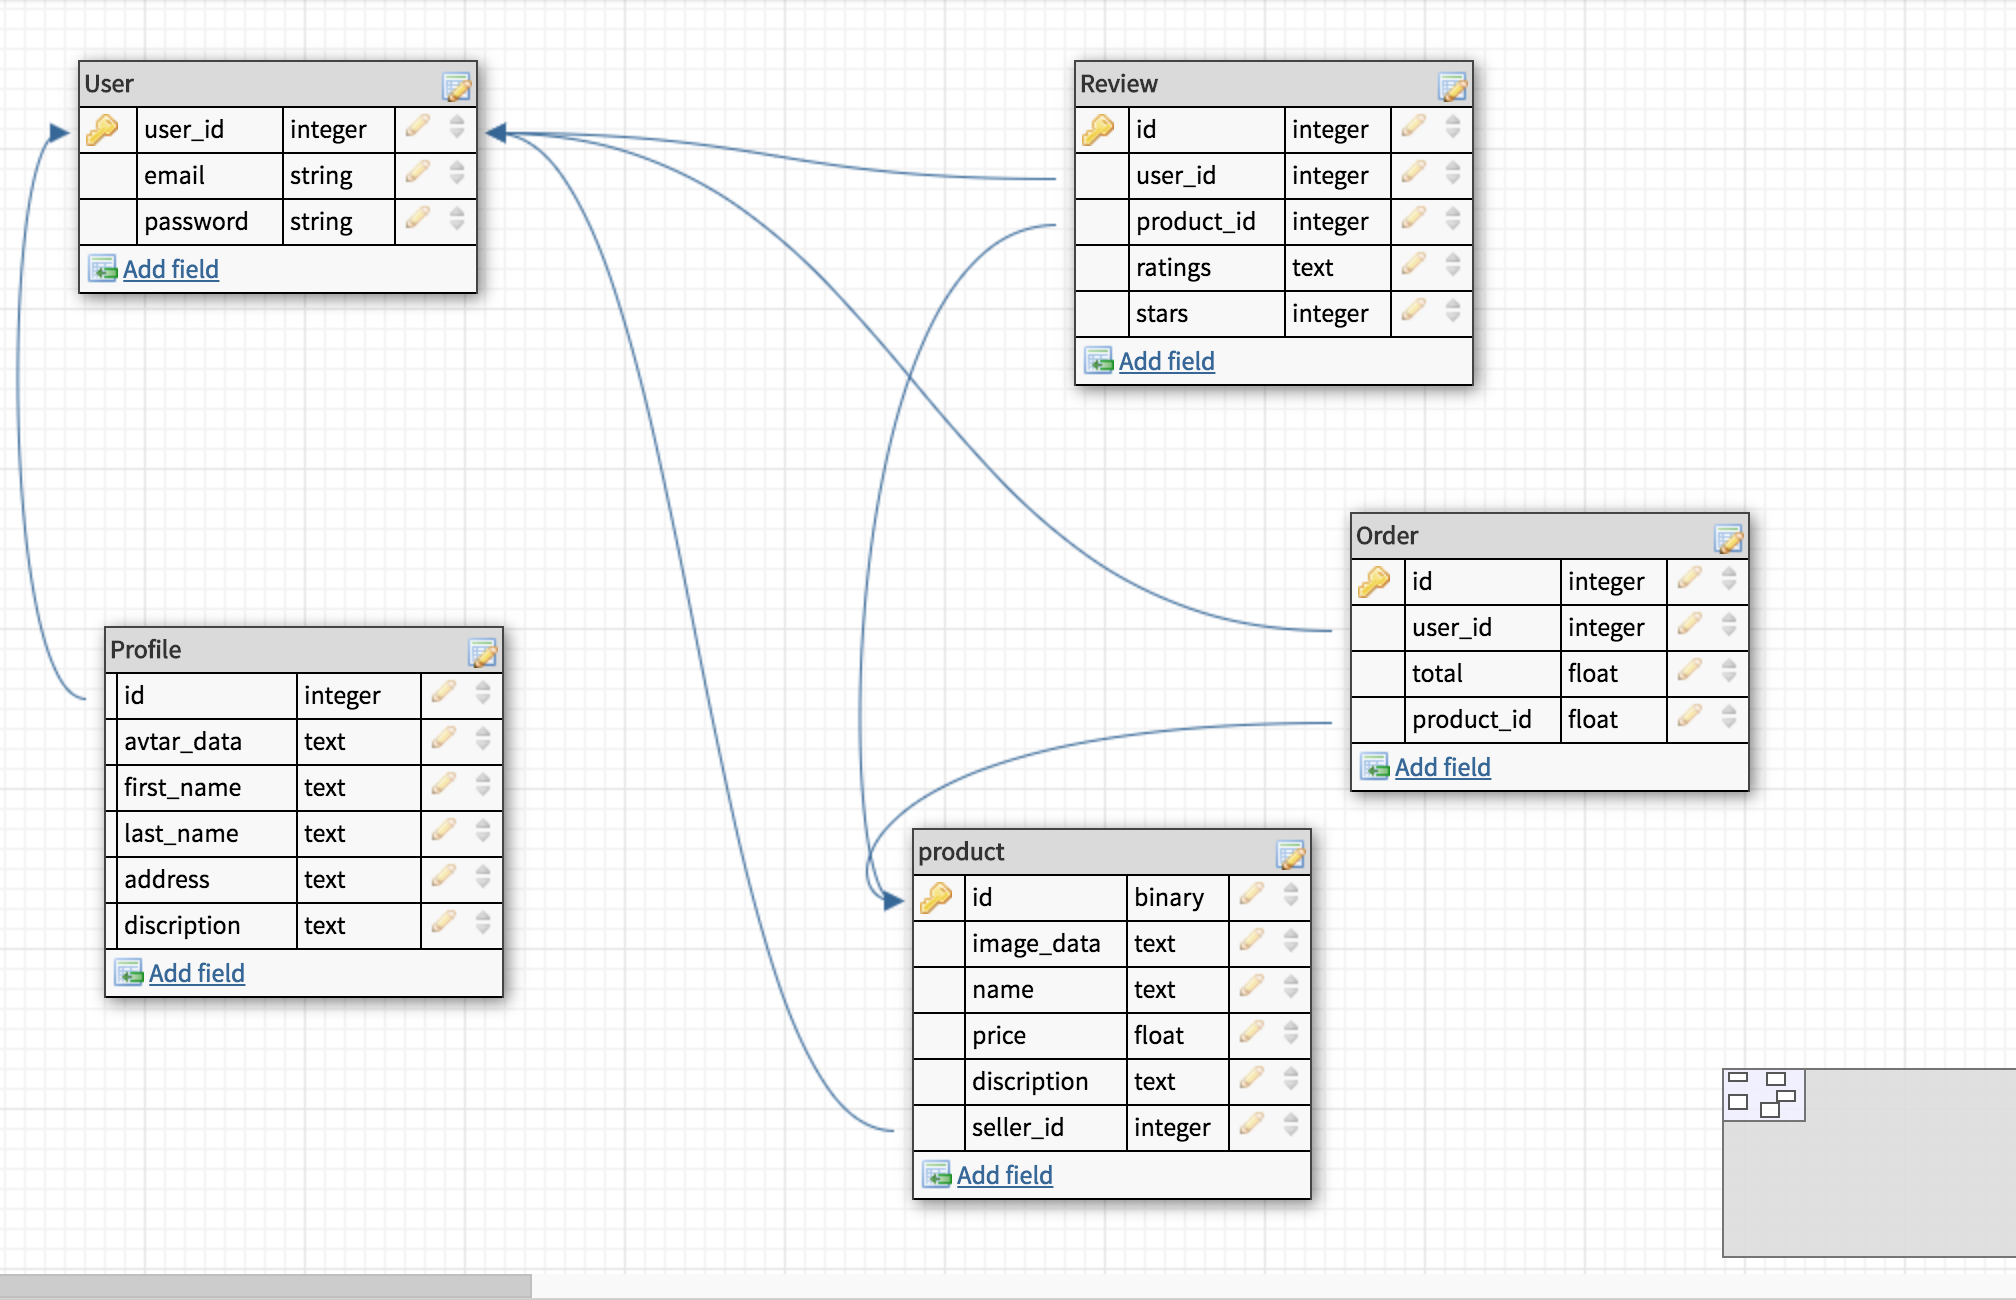 User
user_id integer
email string
password string
Add field
Review
id integer
user_id integer
product_id integer
ratings text
stars integer
Add field
Order
id integer
user_id integer
total float
product_id float
Add field
Profile
id integer
avtar_data text
first_name text
last_name text
address text
discription text
Add field
product
id binary
image_data text
name text
price float
discription text
seller_id integer
Add field